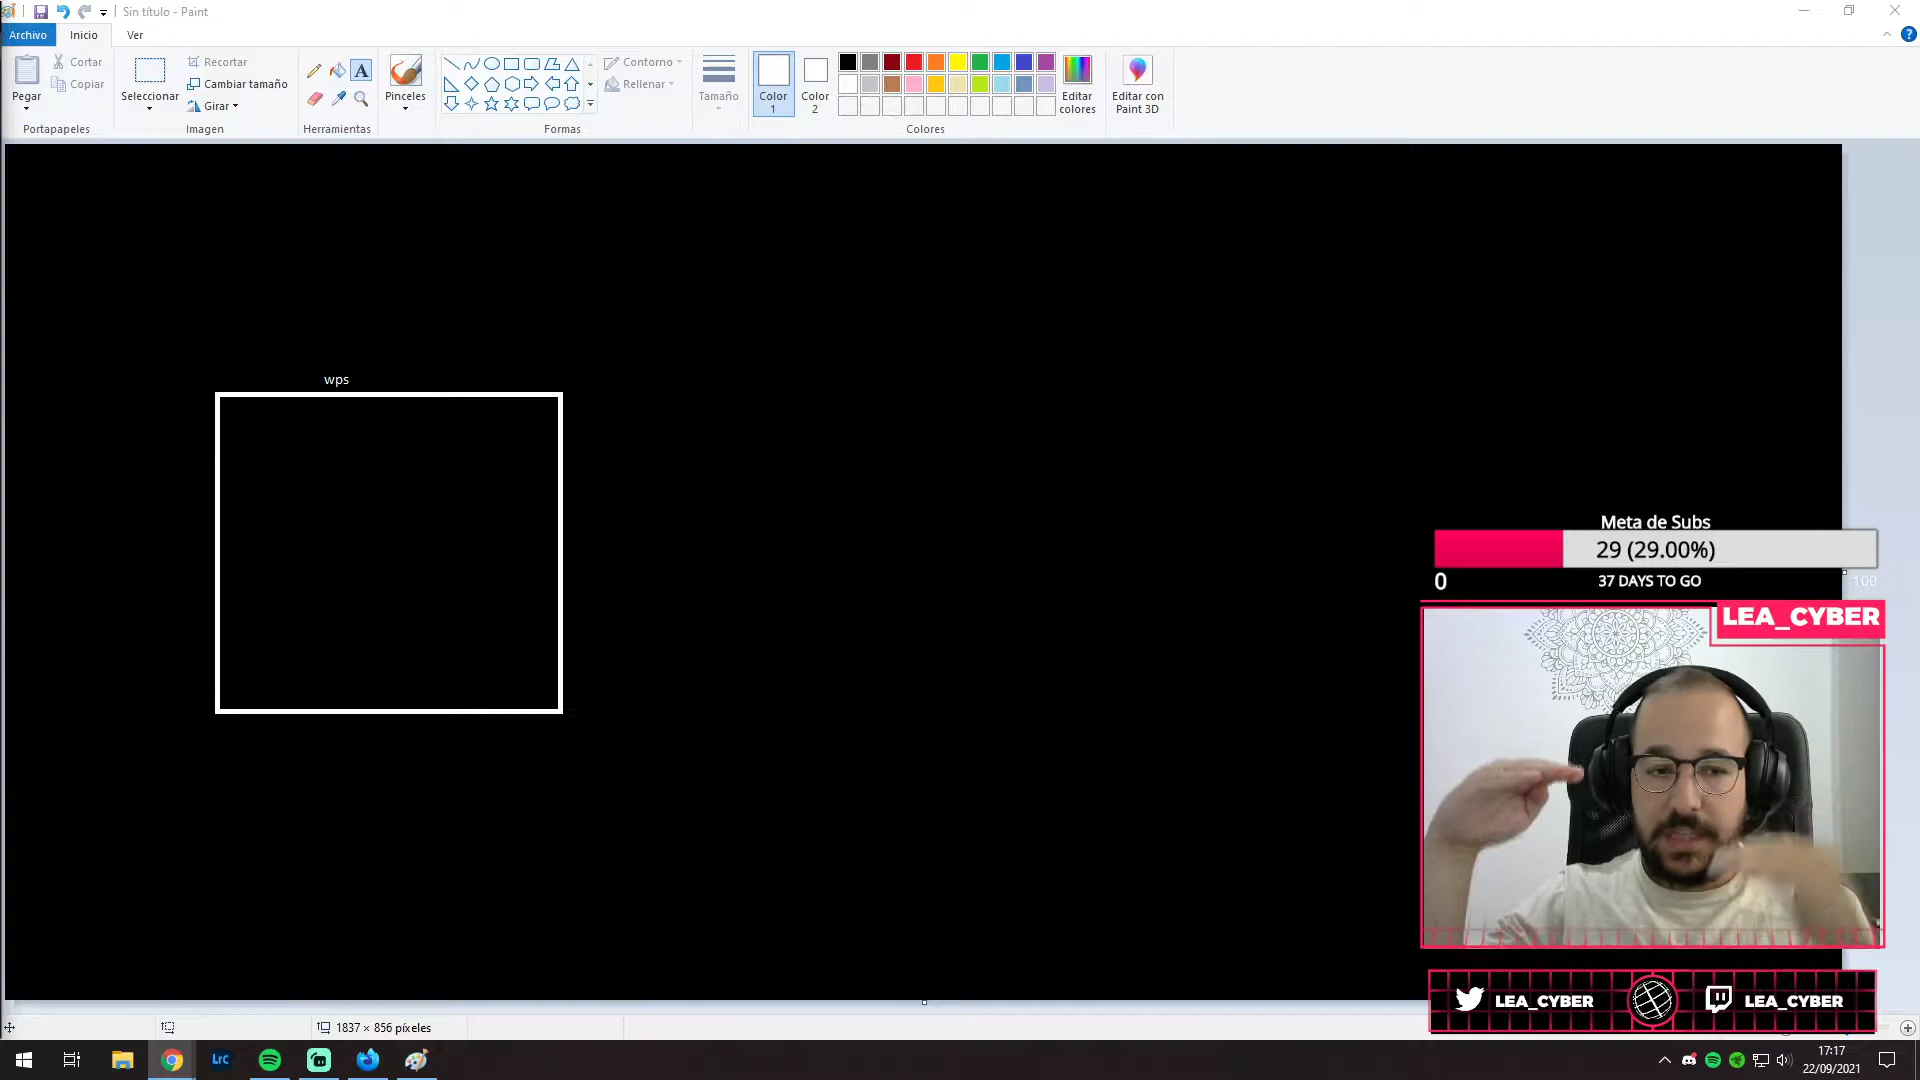 Sin título - Paint
Archivo
Inicio
Ver
Pegar
Cortar
Copiar
Portapapeles
Seleccionar
Recortar
Cambiar tamaño
Girar
Imagen
A
Herramientas
Pinceles
Formas
Contorno
Rellenar
Tamaño
Color
1
Color
2
Colores
Editar
colores
Editar con
Paint 3D
?
wps
Meta de Subs
29 (29.00%)
0
37 DAYS TO GO
100
LEA_CYBER
LEA_CYBER
LEA_CYBER
1837 × 856 píxeles
Lrc
17:17
22/09/2021